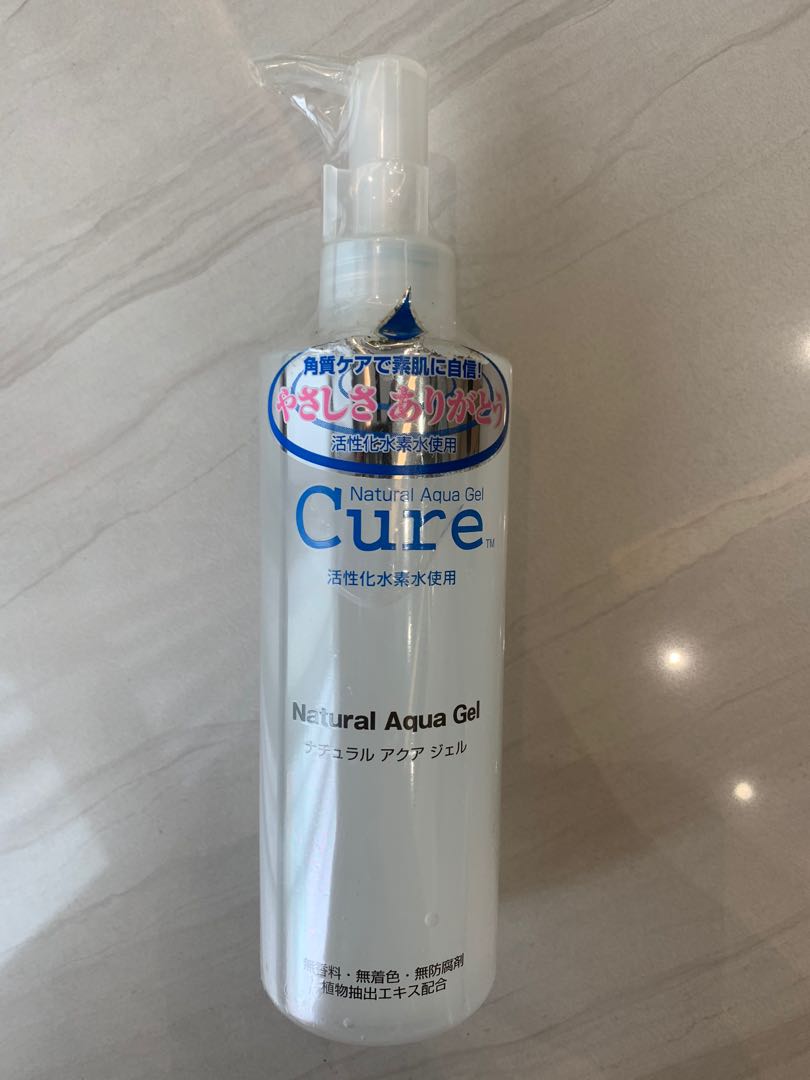 角質ケアで素肌に自信!
やさしさ ありがとう
活性化水素水使用
Natural Aqua Gel
Cure TM
活性化水素水使用
Natural Aqua Gel
ナチュラル アクア ジェル
無香料・無着色・無防腐剤
植物抽出エキス配合